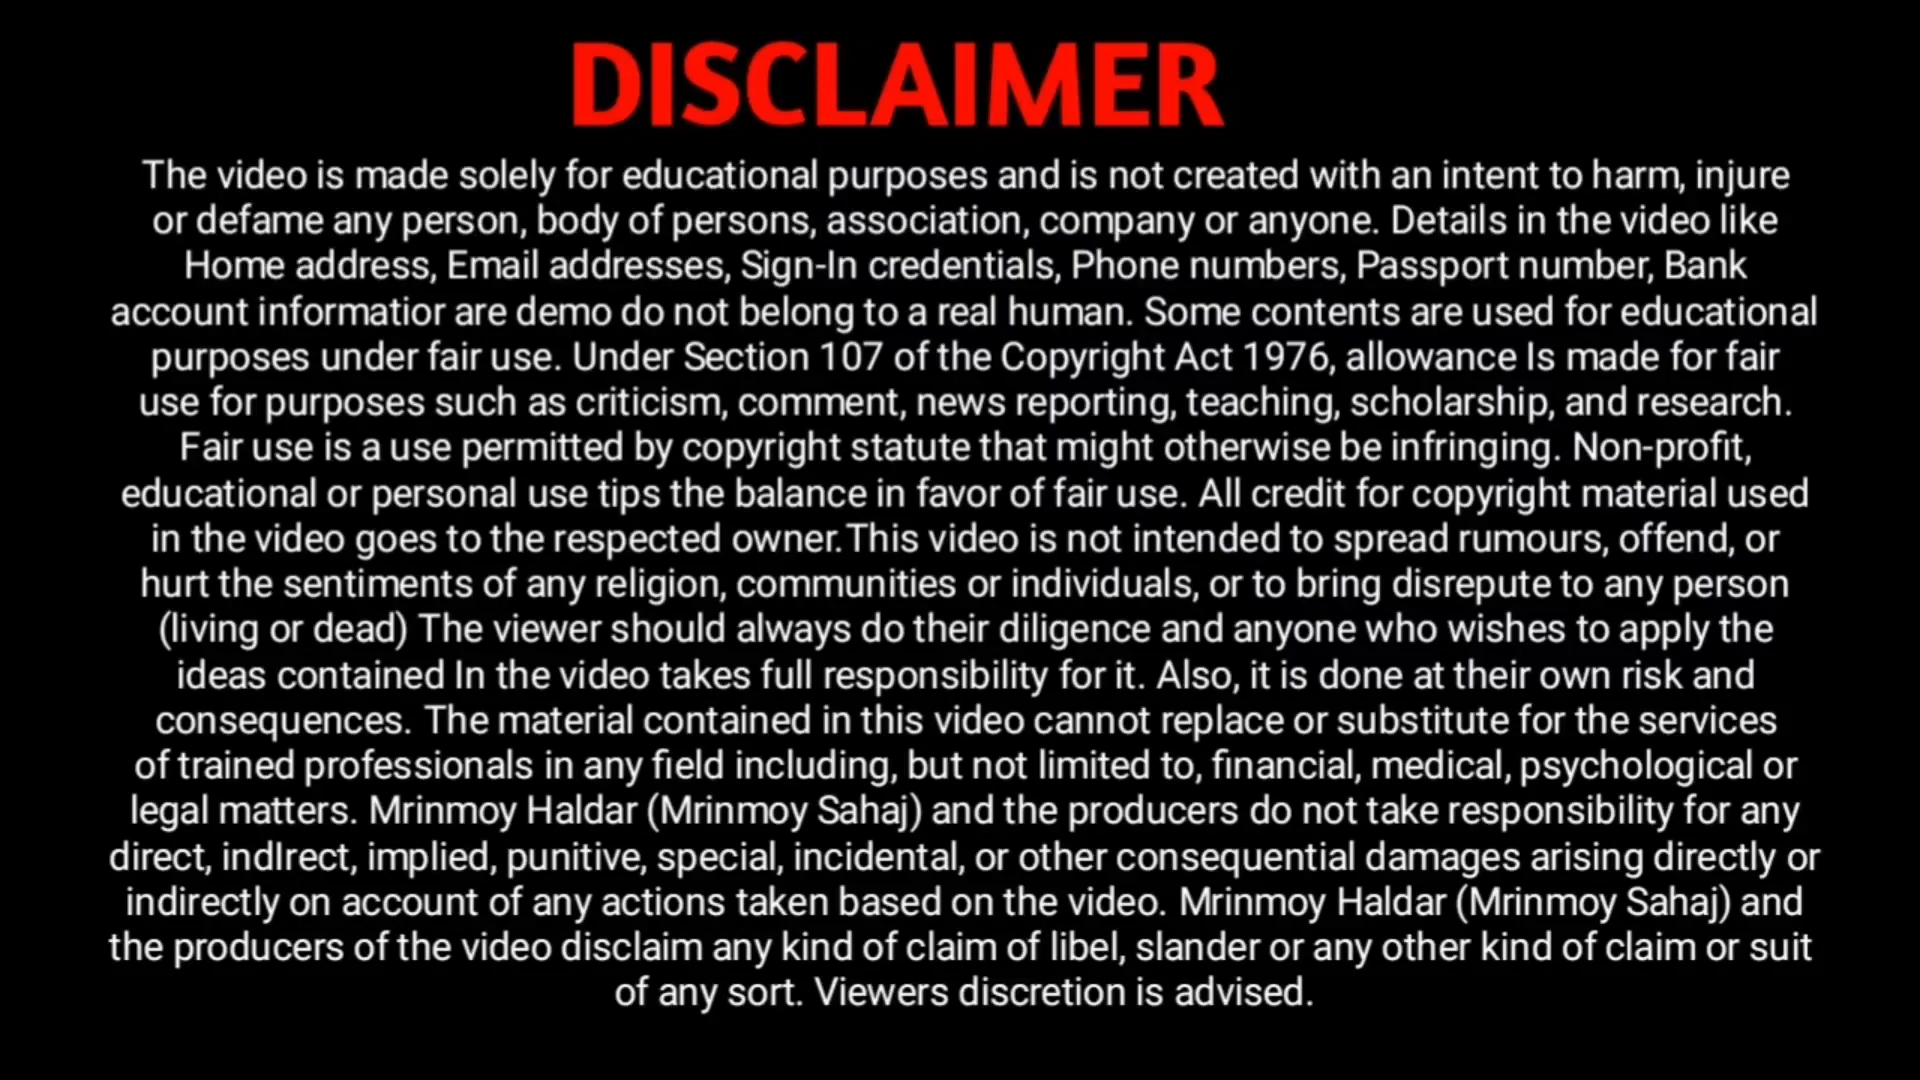 DISCLAIMER
The video is made solely for educational purposes and is not created with an intent to harm, injure
or defame any person, body of persons, association, company or anyone. Details in the video like
Home address, Email addresses, Sign-In credentials, Phone numbers, Passport number, Bank
account informatior are demo do not belong to a real human. Some contents are used for educational
purposes under fair use. Under Section 107 of the Copyright Act 1976, allowance Is made for fair
use for purposes such as criticism, comment, news reporting, teaching, scholarship, and research.
Fair use is a use permitted by copyright statute that might otherwise be infringing. Non-profit,
educational or personal use tips the balance in favor of fair use. All credit for copyright material used
in the video goes to the respected owner.This video is not intended to spread rumours, offend, or
hurt the sentiments of any religion, communities or individuals, or to bring disrepute to any person
(living or dead) The viewer should always do their diligence and anyone who wishes to apply the
ideas contained In the video takes full responsibility for it. Also, it is done at their own risk and
consequences. The material contained in this video cannot replace or substitute for the services
of trained professionals in any field including, but not limited to, financial, medical, psychological or
legal matters. Mrinmoy Haldar (Mrinmoy Sahaj) and the producers do not take responsibility for any
direct, indIrect, implied, punitive, special, incidental, or other consequential damages arising directly or
indirectly on account of any actions taken based on the video. Mrinmoy Haldar (Mrinmoy Sahaj) and
the producers of the video disclaim any kind of claim of libel, slander or any other kind of claim or suit
of any sort. Viewers discretion is advised.